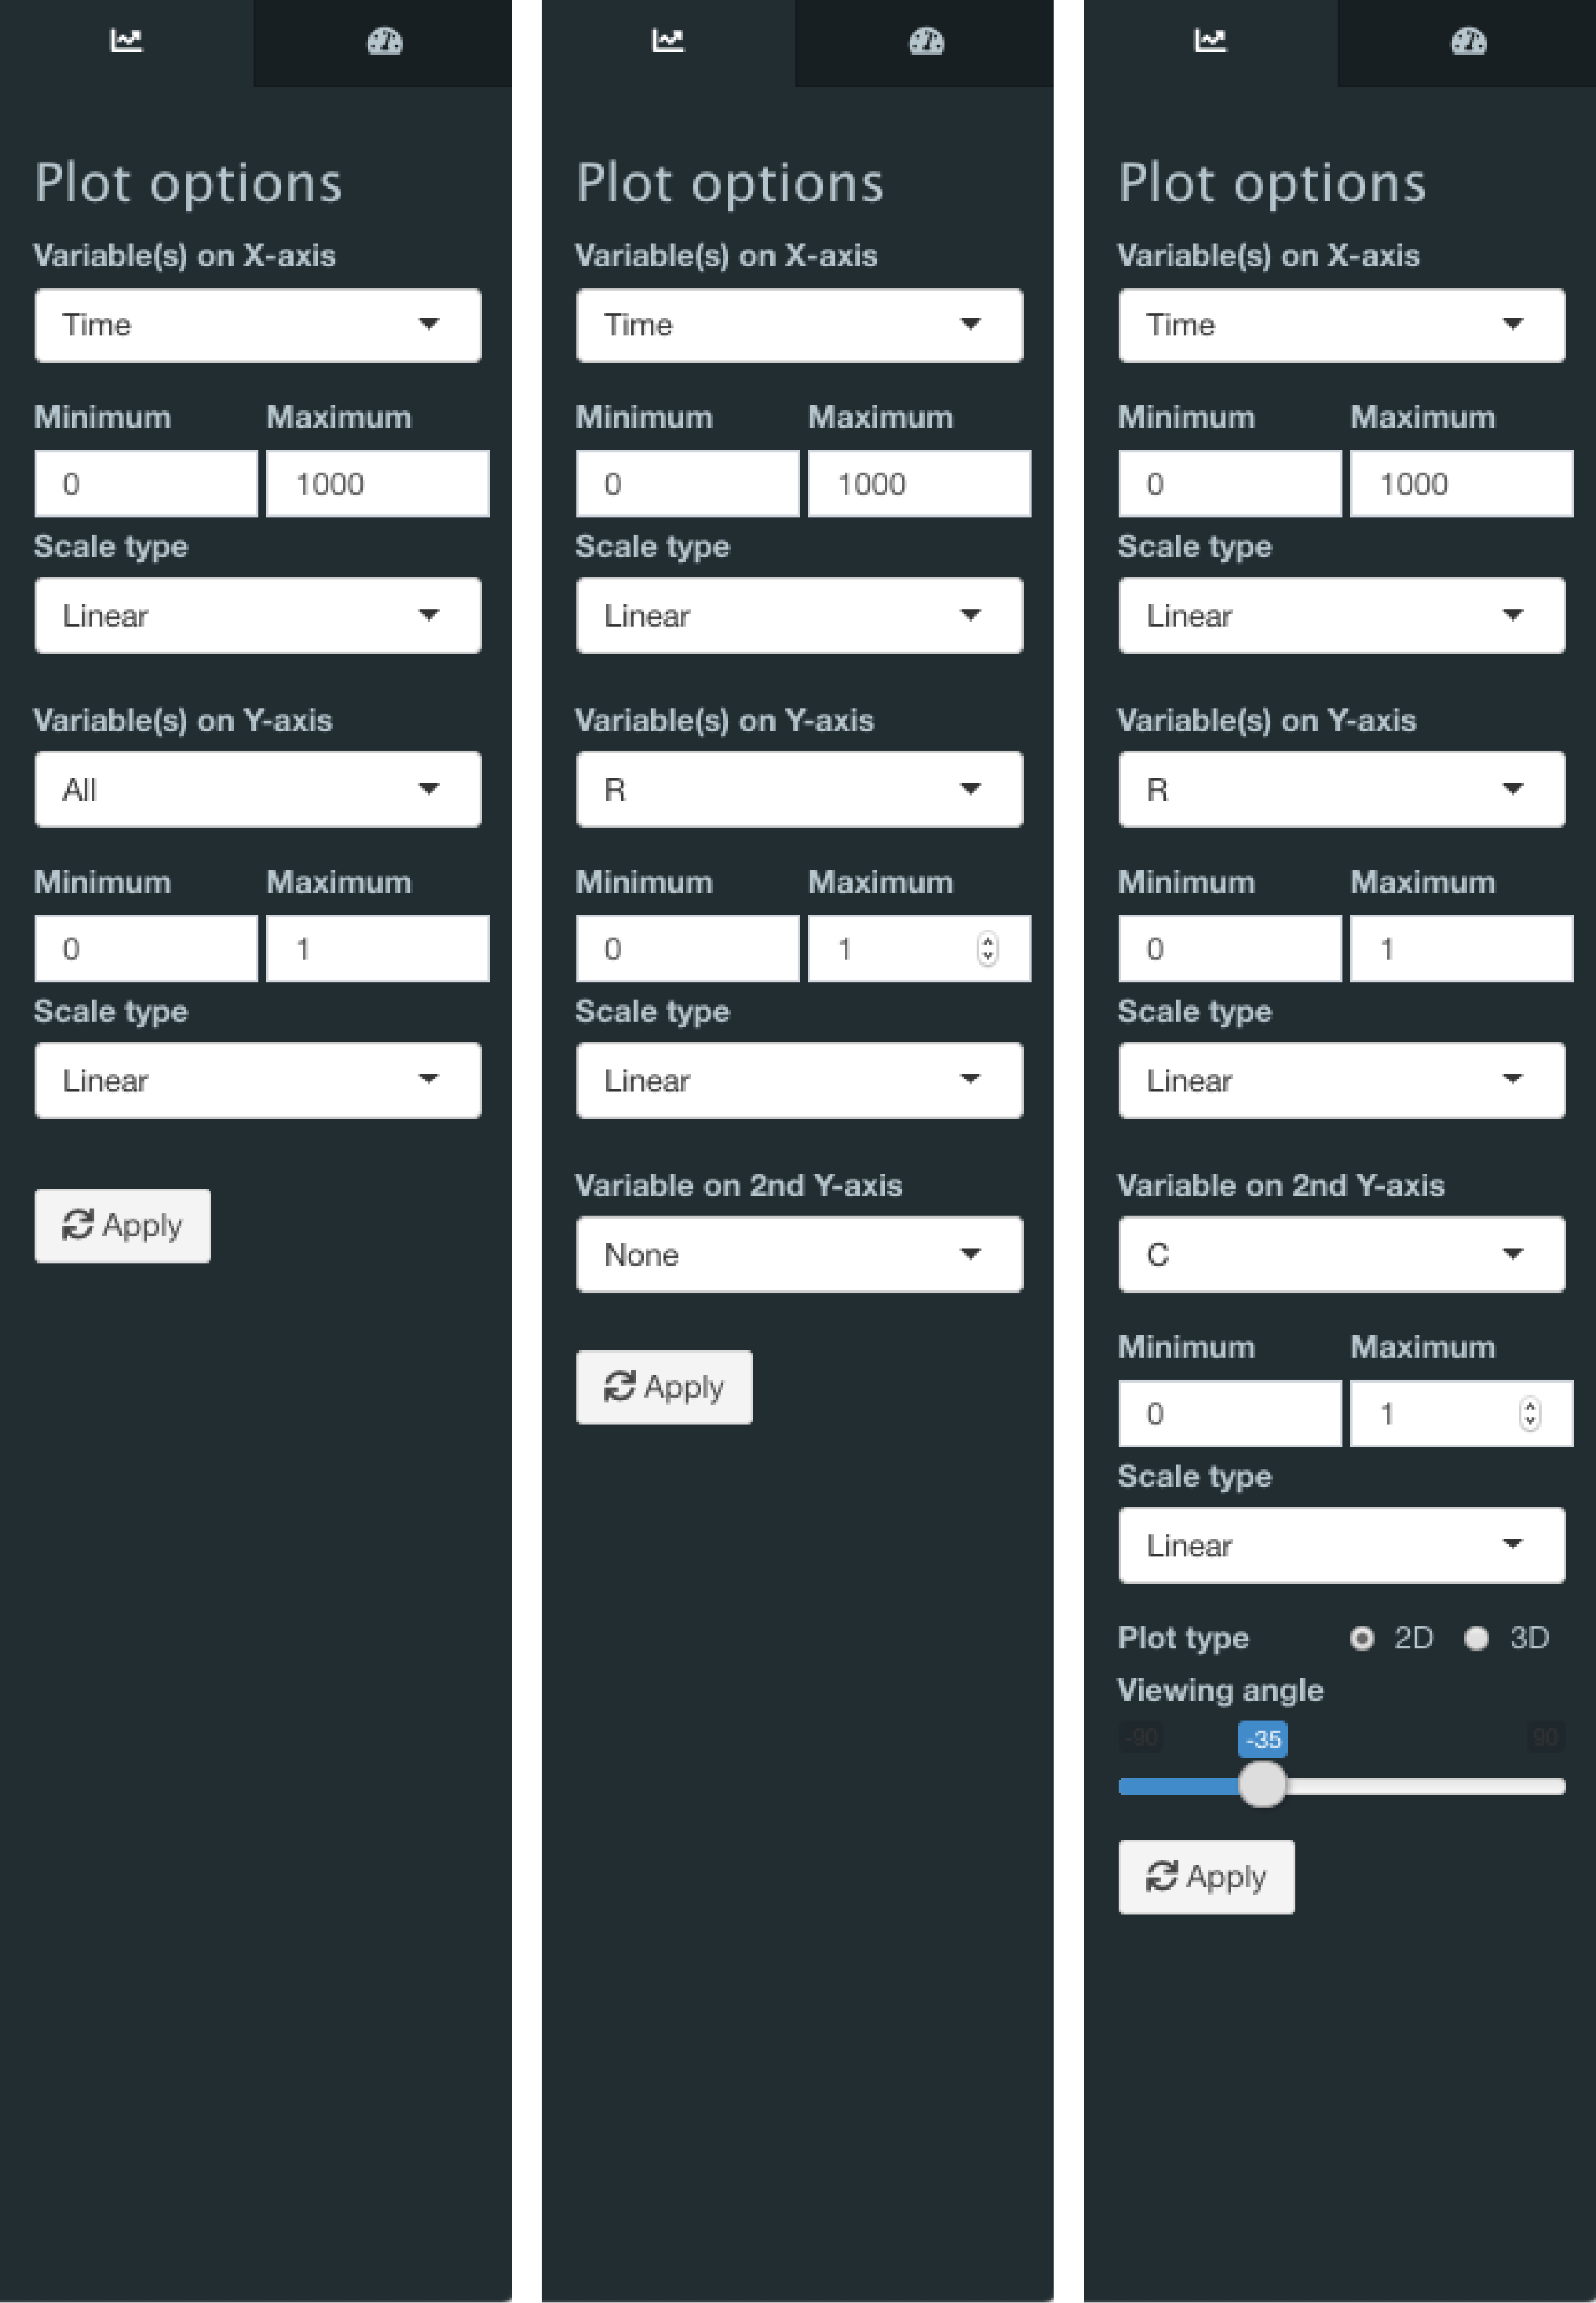 Plot options
Variable(s) on X-axis
Time
Minimum Maximum
0 1000
Scale type
Linear
Variable(s) on Y-axis
All
Minimum Maximum
0 1
Scale type
Linear
Apply
Plot options
Variable(s) on X-axis
Time
Minimum Maximum
0 1000
Scale type
Linear
Variable(s) on Y-axis
R
Minimum Maximum
0 1
Scale type
Linear
Variable on 2nd Y-axis
None
Apply
Plot options
Variable(s) on X-axis
Time
Minimum Maximum
0 1000
Scale type
Linear
Variable(s) on Y-axis
R
Minimum Maximum
0 1
Scale type
Linear
Variable on 2nd Y-axis
C
Minimum Maximum
0 1
Scale type
Linear
Plot type 2D 3D
Viewing angle
-90 -35 90
Apply